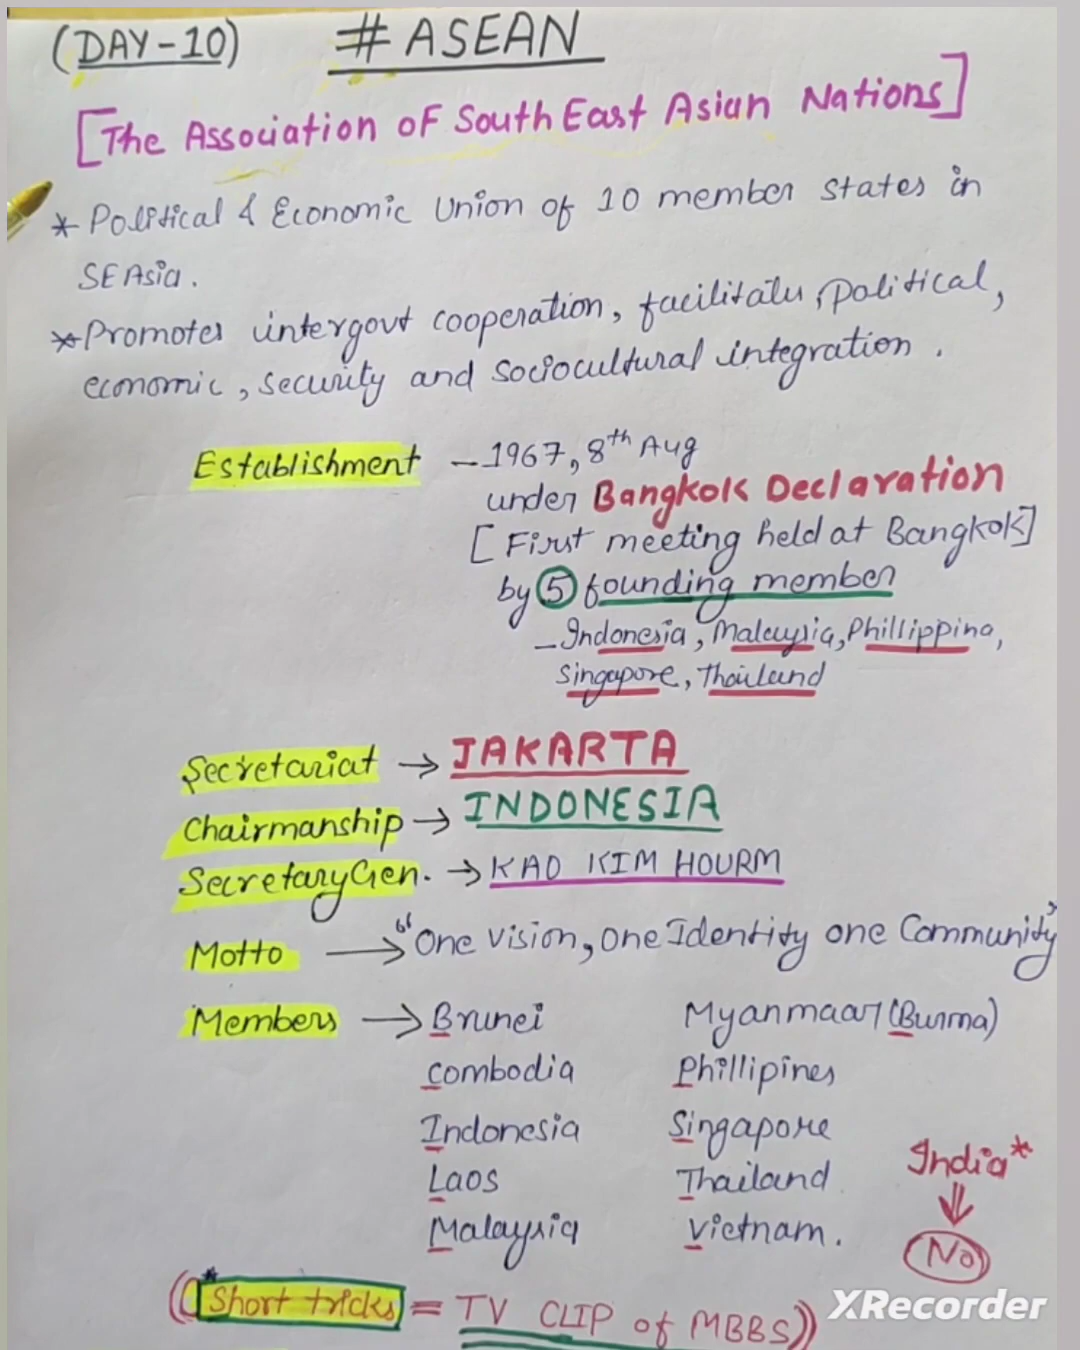 (DAY-10) # ASEAN
[The Association of South East Asian Nations]
* Political & Economic Union of 10 member states in
SE Asia.
* Promotes intergovt cooperation, facilitates, political,
economic, security and sociocultural integration.
Establishment - 1967, 8th Aug
under Bangkok Declaration
[First meeting held at Bangkok]
by 5 founding member
- Indonesia, Malaysia, Phillippina,
Singapore, Thailand
Secretariat → JAKARTA
Chairmanship → INDONESIA
Secretary Gen. → KAO KIM HOURM
Motto → "One Vision, One Identity one Community"
Members → Brunei Myanmaar (Burma)
Combodia Phillipines
Indonesia Singapore
Laos Thailand
Malaysia Vietnam.
India*
⇓
No
((*Short tricks = TV CLIP of MBBS))
XRecorder